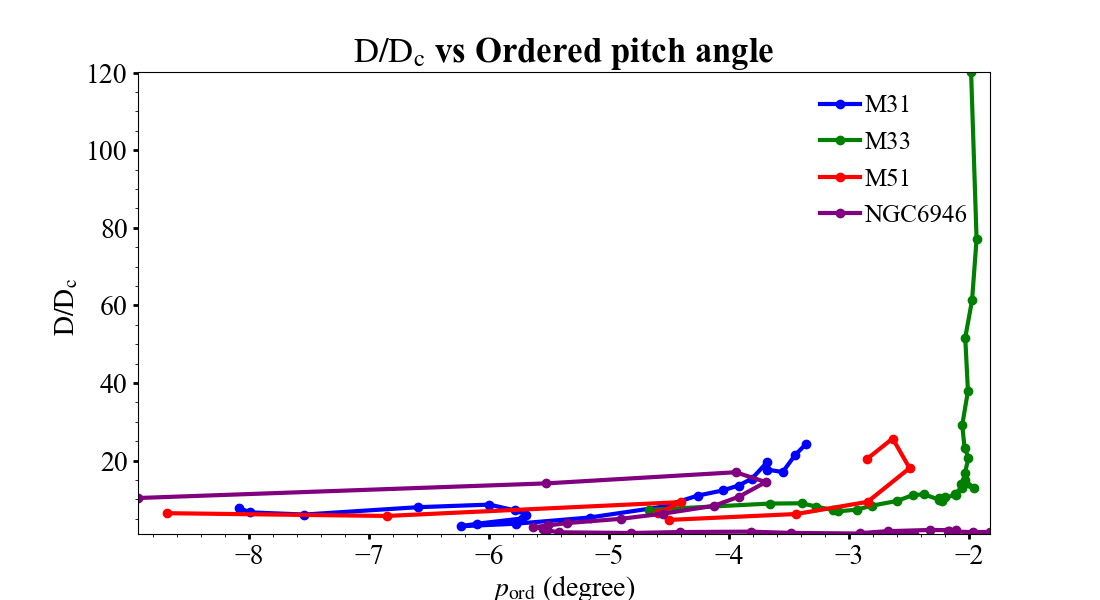 D/Dc vs Ordered pitch angle
120
100
80
60
40
20
D/Dc
M31
M33
M51
NGC6946
−8 −7 −6 −5 −4 −3 −2
pord (degree)